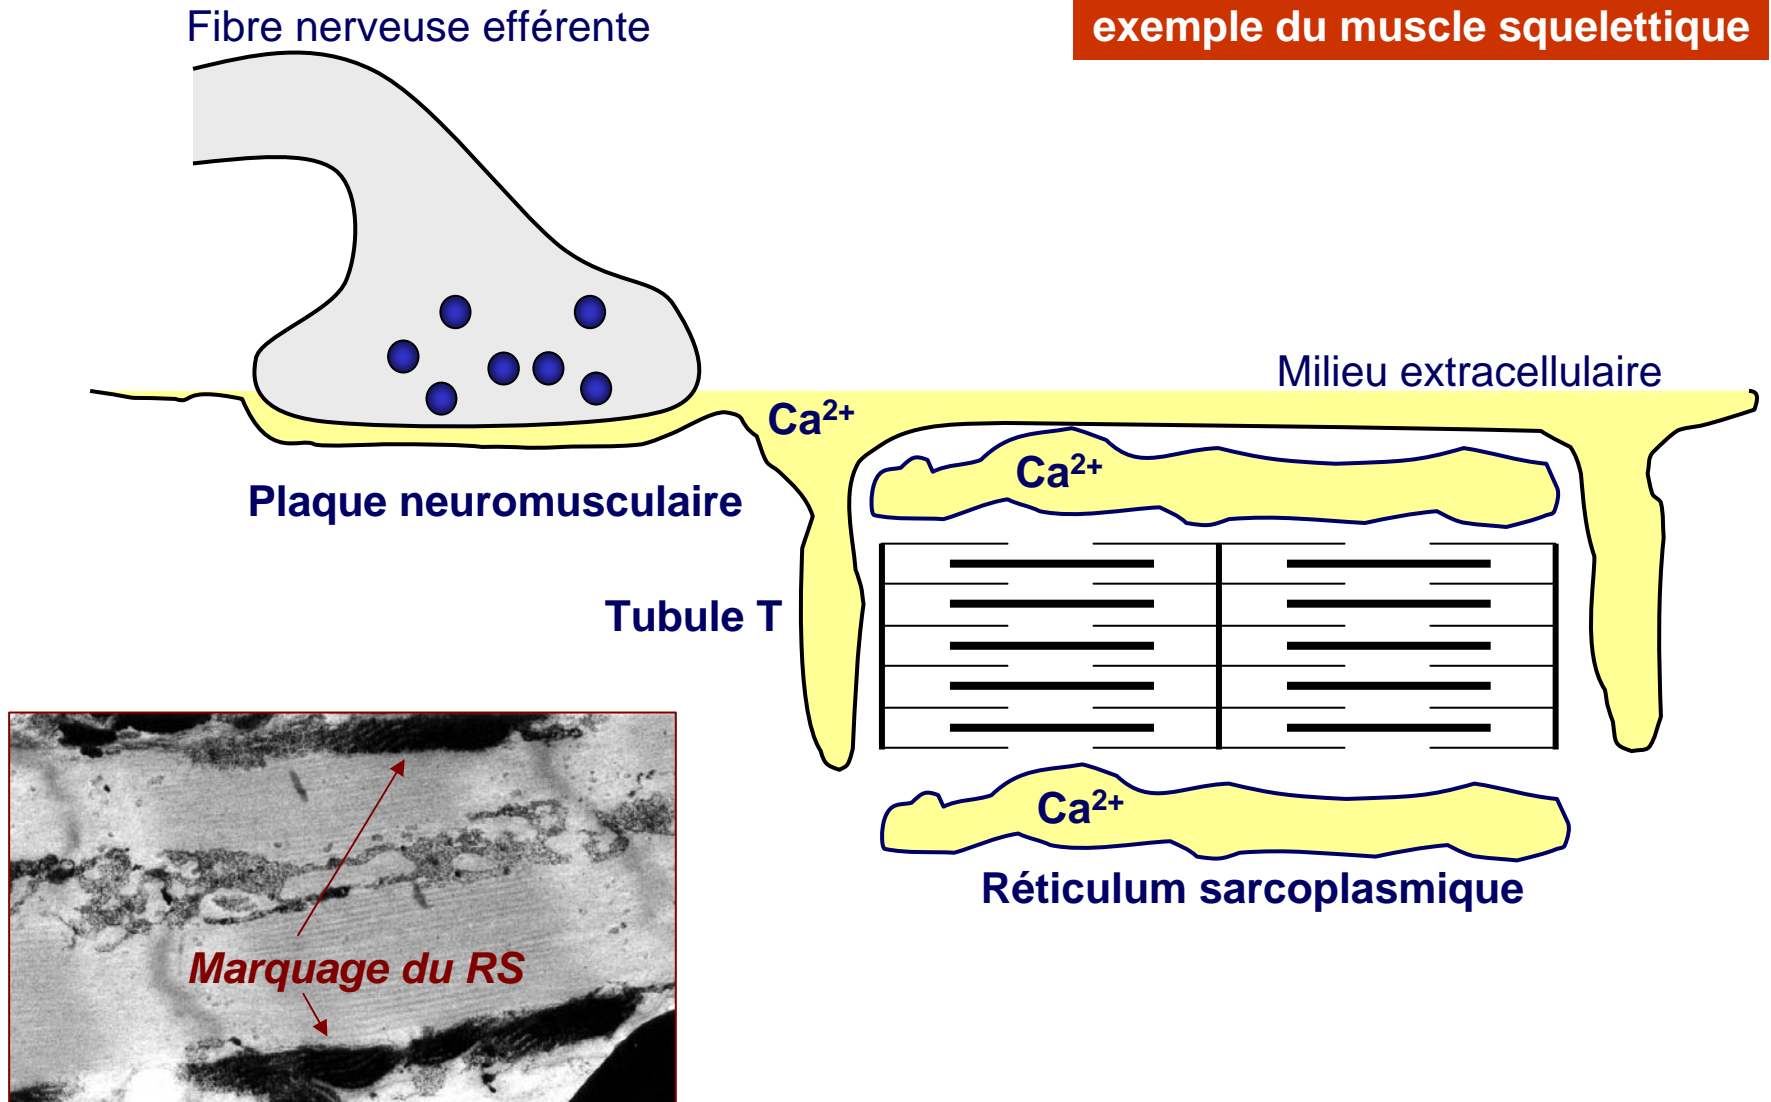 Fibre nerveuse efférente
exemple du muscle squelettique
Milieu extracellulaire
Ca²⁺
Ca²⁺
Plaque neuromusculaire
Tubule T
Ca²⁺
Réticulum sarcoplasmique
Marquage du RS